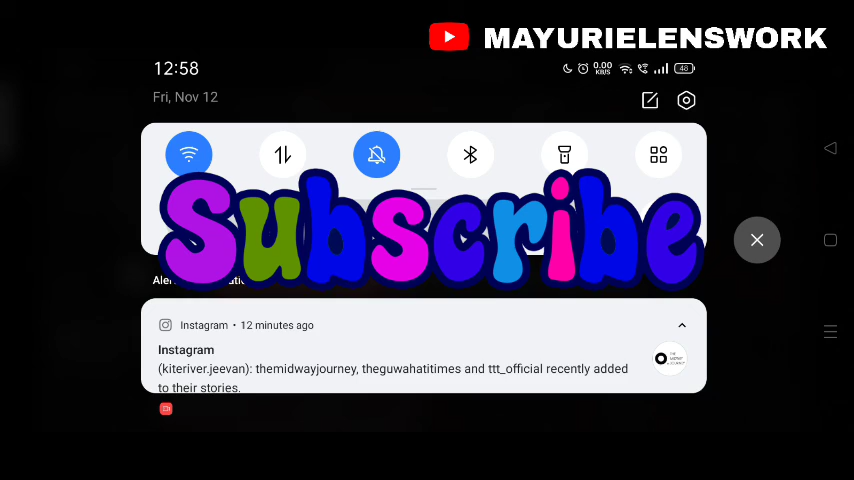 MAYURIELENSWORK
12:58
0.00
KB/S
48
Fri, Nov 12
Subscribe
Instagram • 12 minutes ago
Instagram
(kiteriver.jeevan): themidwayjourney, theguwahatitimes and ttt_official recently added
to their stories.